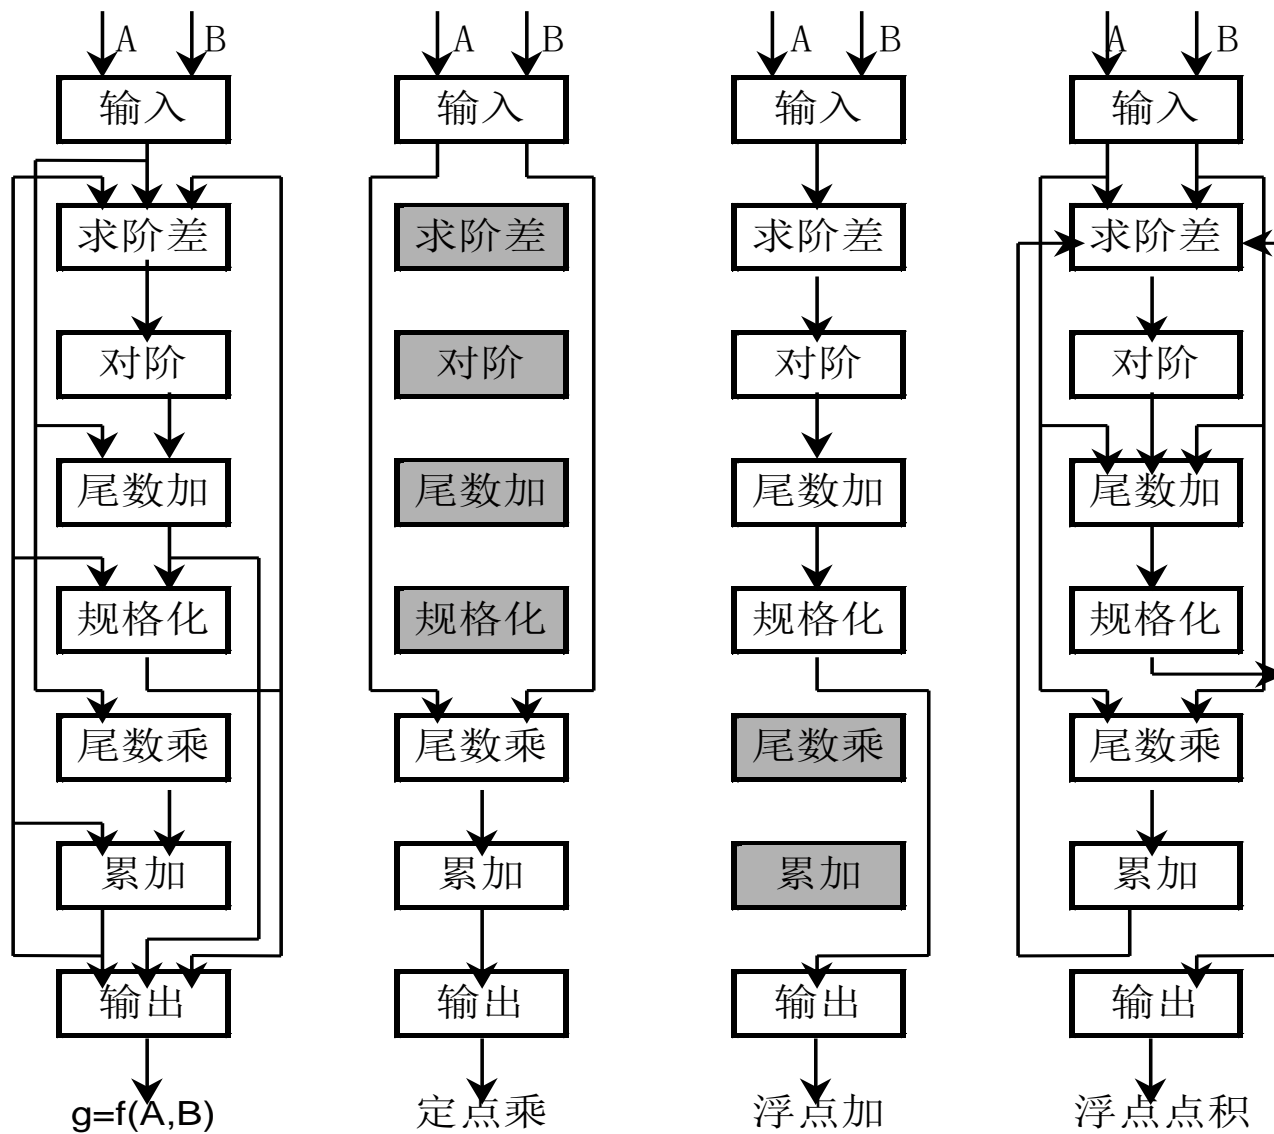 A B
输入
求阶差
对阶
尾数加
规格化
尾数乘
累加
输出
g=f(A,B)
A B
输入
求阶差
对阶
尾数加
规格化
尾数乘
累加
输出
定点乘
A B
输入
求阶差
对阶
尾数加
规格化
尾数乘
累加
输出
浮点加
A B
输入
求阶差
对阶
尾数加
规格化
尾数乘
累加
输出
浮点点积